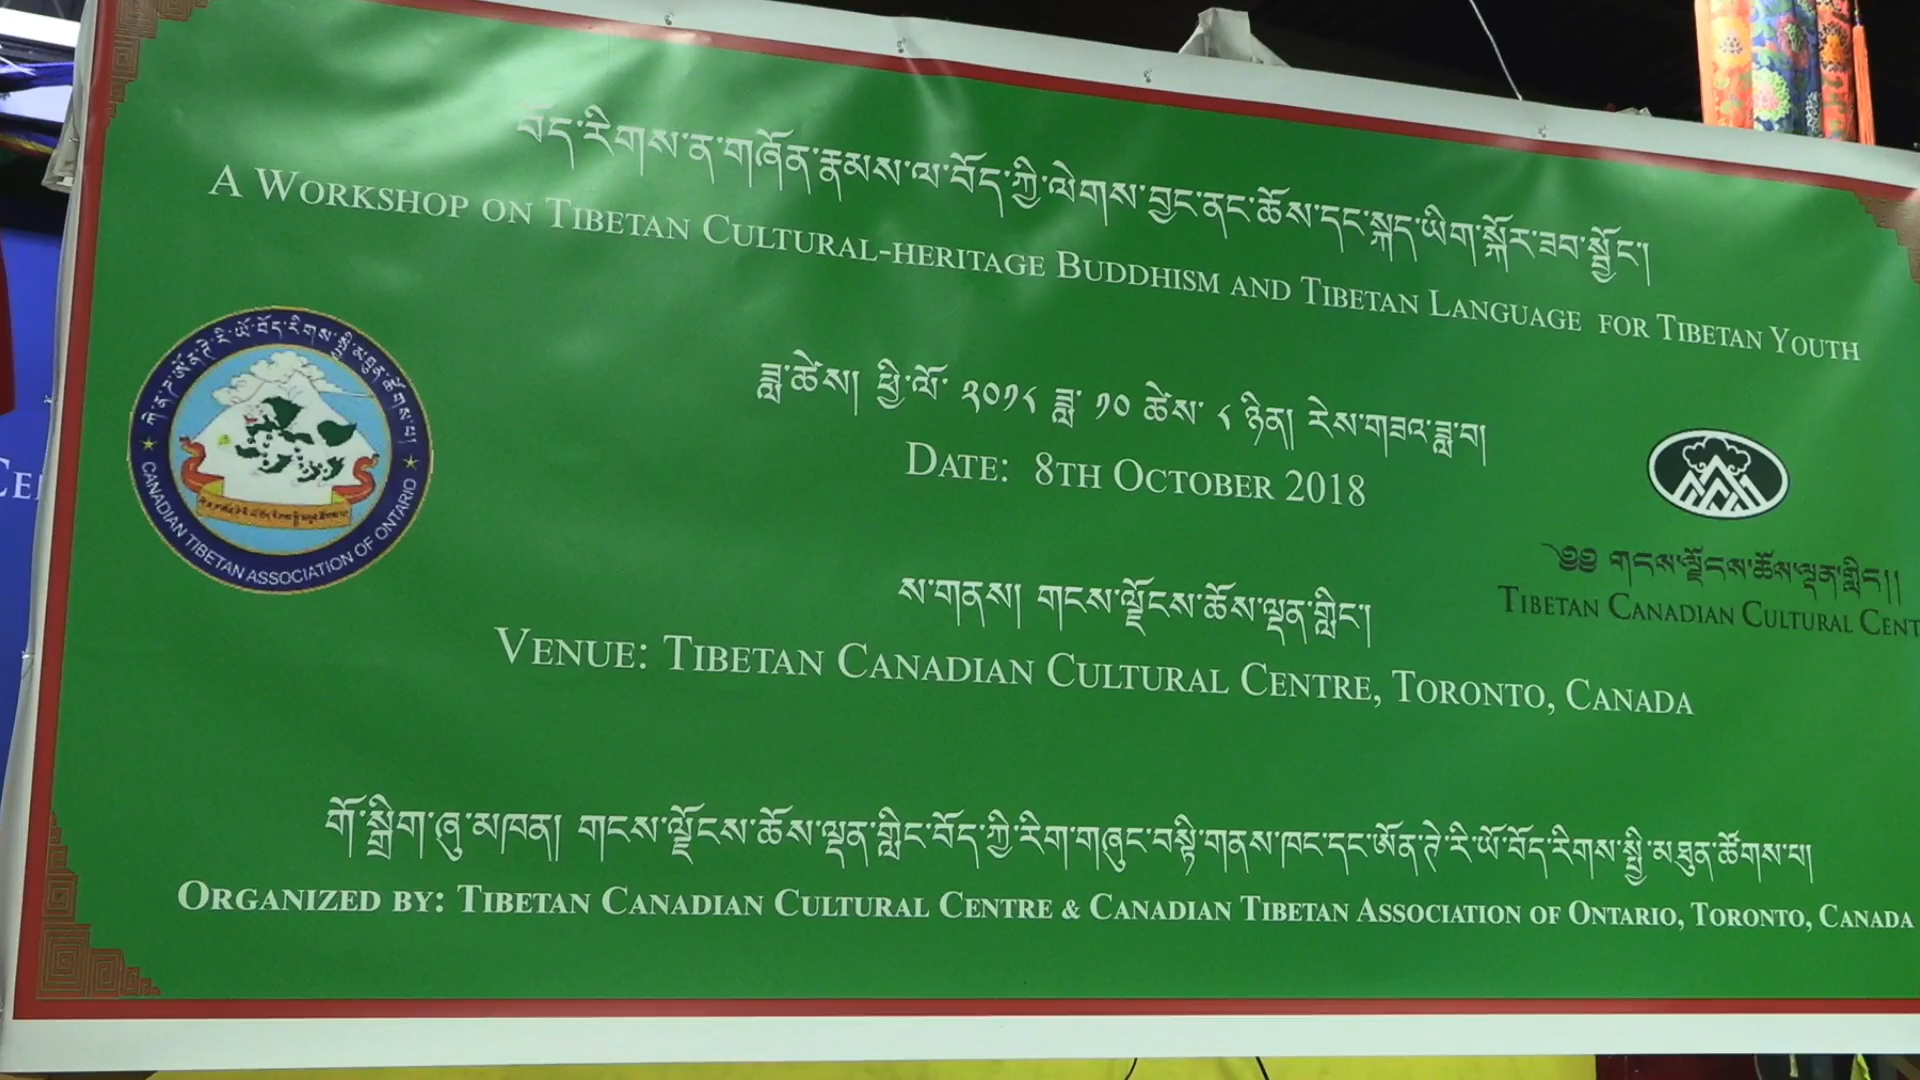 བོད་རིགས་ན་གཞོན་རྣམས་ལ་བོད་ཀྱི་ལེགས་བྱང་ནང་ཆོས་དང་སྐད་ཡིག་སྐོར་ཟབ་སྦྱོང་།
A Workshop on Tibetan Cultural-heritage Buddhism and Tibetan Language for Tibetan Youth
ཟླ་ཚེས། ཕྱི་ལོ་ ༢༠༡༨ ཟླ་ ༡༠ ཚེས་ ༨ ཉིན། རེས་གཟའ་ཟླ་བ།
Date: 8th October 2018
CANADIAN TIBETAN ASSOCIATION OF ONTARIO
༄༅ གངས་ལྗོངས་ཆོས་ལྡན་གླིང་།།
Tibetan Canadian Cultural Cent
ས་གནས། གངས་ལྗོངས་ཆོས་ལྡན་གླིང་།
Venue: Tibetan Canadian Cultural Centre, Toronto, Canada
གོ་སྒྲིག་ཞུ་མཁན། གངས་ལྗོངས་ཆོས་ལྡན་གླིང་བོད་ཀྱི་རིག་གཞུང་བསྟི་གནས་ཁང་དང་ཨོན་ཊེ་རི་ཡོ་བོད་རིགས་སྤྱི་མཐུན་ཚོགས་པ།
Organized by: Tibetan Canadian Cultural Centre & Canadian Tibetan Association of Ontario, Toronto, Canada